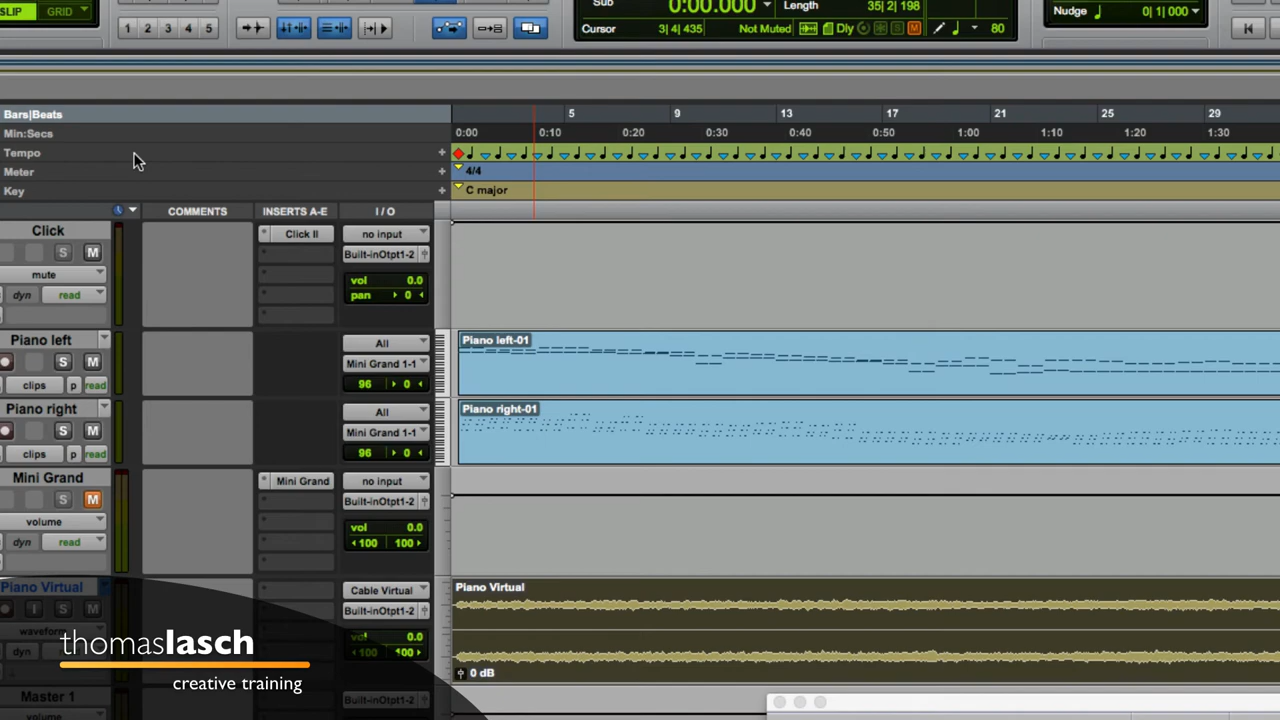 SLIP GRID
1 2 3 4 5
Sub 0:00.000
Length 35| 2| 198
Cursor 3| 4| 435 Not Muted Dly S M 80
Nudge 0| 1| 000
Bars|Beats 5 9 13 17 21 25 29
Min:Secs 0:00 0:10 0:20 0:30 0:40 0:50 1:00 1:10 1:20 1:30
Tempo
Meter 4/4
Key C major
COMMENTS INSERTS A-E I / O
Click Click II no input
S M Built-inOtpt1-2
mute vol 0.0
dyn read pan 0
Piano left All Piano left-01
S M Mini Grand 1-1
clips p read 96 0
Piano right All Piano right-01
S M Mini Grand 1-1
clips p read 96 0
Mini Grand Mini Grand no input
S M Built-inOtpt1-2
volume vol 0.0
dyn read 100 100
Piano Virtual Cable Virtual Piano Virtual
I S M Built-inOtpt1-2
waveform vol 0.0
dyn 100 100
0 dB
Master 1 Built-inOtpt1-2
volume
thomaslasch
creative training